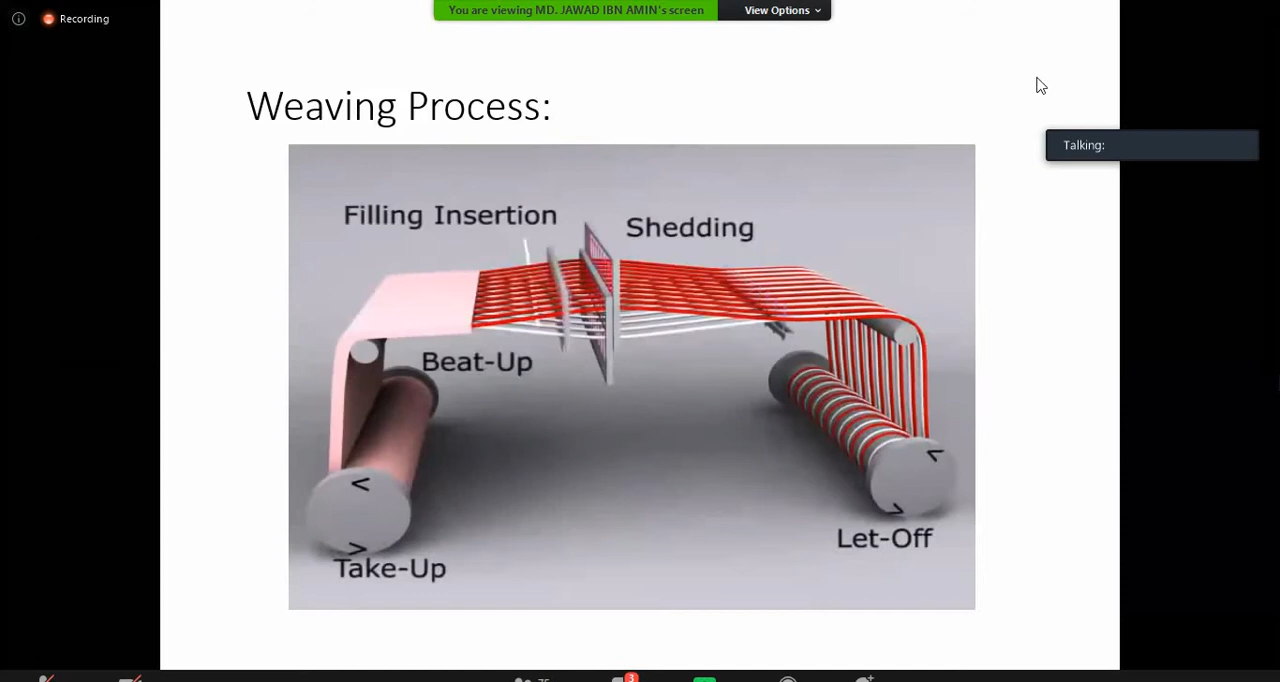 Recording
You are viewing MD. JAWAD IBN AMIN's screen
View Options
Weaving Process:
Talking:
Filling Insertion
Shedding
Beat-Up
<
<
>
>
Let-Off
Take-Up
3